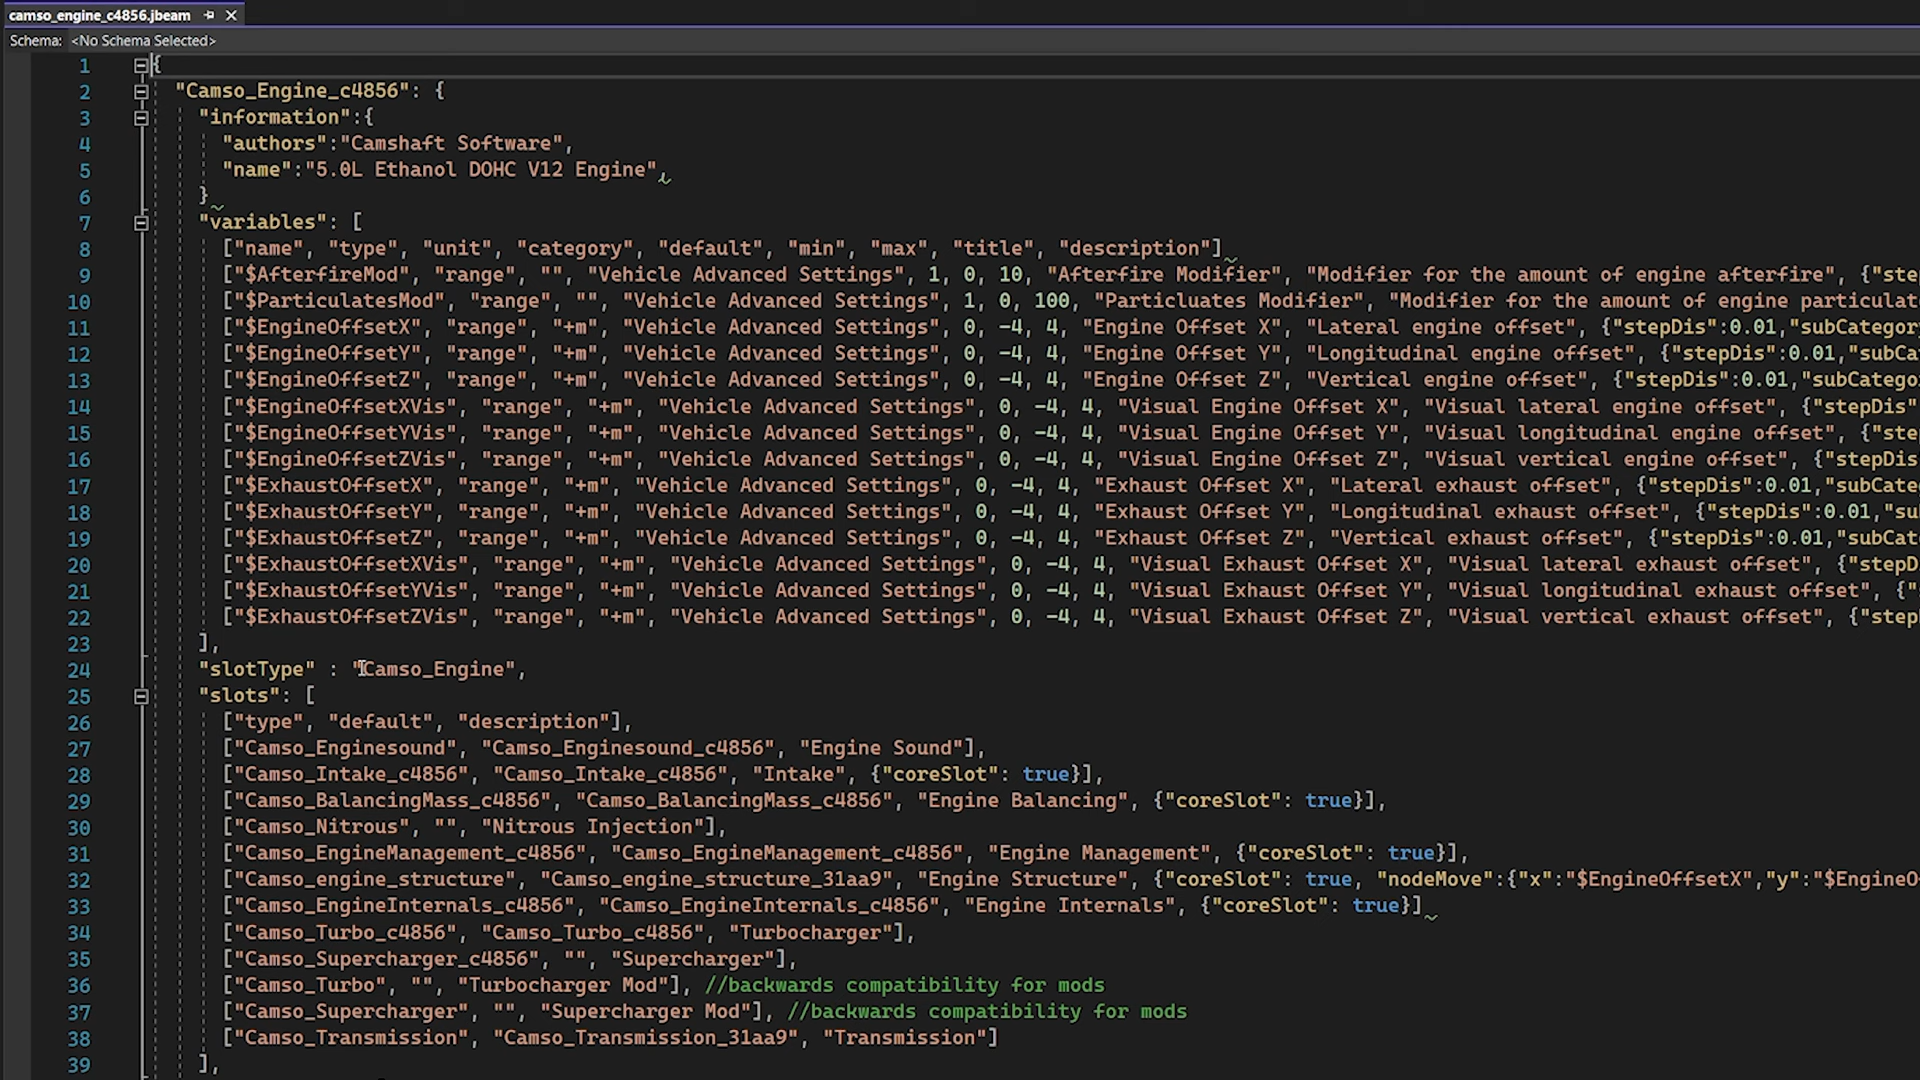 camso_engine_c4856.jbeam
Schema: <No Schema Selected>
1 {
2 "Camso_Engine_c4856": {
3 "information":{
4 "authors":"Camshaft Software",
5 "name":"5.0L Ethanol DOHC V12 Engine",
6 }
7 "variables": [
8 ["name", "type", "unit", "category", "default", "min", "max", "title", "description"]
9 ["$AfterfireMod", "range", "", "Vehicle Advanced Settings", 1, 0, 10, "Afterfire Modifier", "Modifier for the amount of engine afterfire", {"step
10 ["$ParticulatesMod", "range", "", "Vehicle Advanced Settings", 1, 0, 100, "Particluates Modifier", "Modifier for the amount of engine particulat
11 ["$EngineOffsetX", "range", "+m", "Vehicle Advanced Settings", 0, -4, 4, "Engine Offset X", "Lateral engine offset", {"stepDis":0.01,"subCategory
12 ["$EngineOffsetY", "range", "+m", "Vehicle Advanced Settings", 0, -4, 4, "Engine Offset Y", "Longitudinal engine offset", {"stepDis":0.01,"subCa
13 ["$EngineOffsetZ", "range", "+m", "Vehicle Advanced Settings", 0, -4, 4, "Engine Offset Z", "Vertical engine offset", {"stepDis":0.01,"subCatego
14 ["$EngineOffsetXVis", "range", "+m", "Vehicle Advanced Settings", 0, -4, 4, "Visual Engine Offset X", "Visual lateral engine offset", {"stepDis"
15 ["$EngineOffsetYVis", "range", "+m", "Vehicle Advanced Settings", 0, -4, 4, "Visual Engine Offset Y", "Visual longitudinal engine offset", {"ste
16 ["$EngineOffsetZVis", "range", "+m", "Vehicle Advanced Settings", 0, -4, 4, "Visual Engine Offset Z", "Visual vertical engine offset", {"stepDis
17 ["$ExhaustOffsetX", "range", "+m", "Vehicle Advanced Settings", 0, -4, 4, "Exhaust Offset X", "Lateral exhaust offset", {"stepDis":0.01,"subCate
18 ["$ExhaustOffsetY", "range", "+m", "Vehicle Advanced Settings", 0, -4, 4, "Exhaust Offset Y", "Longitudinal exhaust offset", {"stepDis":0.01,"su
19 ["$ExhaustOffsetZ", "range", "+m", "Vehicle Advanced Settings", 0, -4, 4, "Exhaust Offset Z", "Vertical exhaust offset", {"stepDis":0.01,"subCat
20 ["$ExhaustOffsetXVis", "range", "+m", "Vehicle Advanced Settings", 0, -4, 4, "Visual Exhaust Offset X", "Visual lateral exhaust offset", {"stepD
21 ["$ExhaustOffsetYVis", "range", "+m", "Vehicle Advanced Settings", 0, -4, 4, "Visual Exhaust Offset Y", "Visual longitudinal exhaust offset", {"
22 ["$ExhaustOffsetZVis", "range", "+m", "Vehicle Advanced Settings", 0, -4, 4, "Visual Exhaust Offset Z", "Visual vertical exhaust offset", {"step
23 ],
24 "slotType" : "Camso_Engine",
25 "slots": [
26 ["type", "default", "description"],
27 ["Camso_Enginesound", "Camso_Enginesound_c4856", "Engine Sound"],
28 ["Camso_Intake_c4856", "Camso_Intake_c4856", "Intake", {"coreSlot": true}],
29 ["Camso_BalancingMass_c4856", "Camso_BalancingMass_c4856", "Engine Balancing", {"coreSlot": true}],
30 ["Camso_Nitrous", "", "Nitrous Injection"],
31 ["Camso_EngineManagement_c4856", "Camso_EngineManagement_c4856", "Engine Management", {"coreSlot": true}],
32 ["Camso_engine_structure", "Camso_engine_structure_31aa9", "Engine Structure", {"coreSlot": true, "nodeMove":{"x":"$EngineOffsetX","y":"$EngineO
33 ["Camso_EngineInternals_c4856", "Camso_EngineInternals_c4856", "Engine Internals", {"coreSlot": true}]
34 ["Camso_Turbo_c4856", "Camso_Turbo_c4856", "Turbocharger"],
35 ["Camso_Supercharger_c4856", "", "Supercharger"],
36 ["Camso_Turbo", "", "Turbocharger Mod"], //backwards compatibility for mods
37 ["Camso_Supercharger", "", "Supercharger Mod"], //backwards compatibility for mods
38 ["Camso_Transmission", "Camso_Transmission_31aa9", "Transmission"]
39 ],